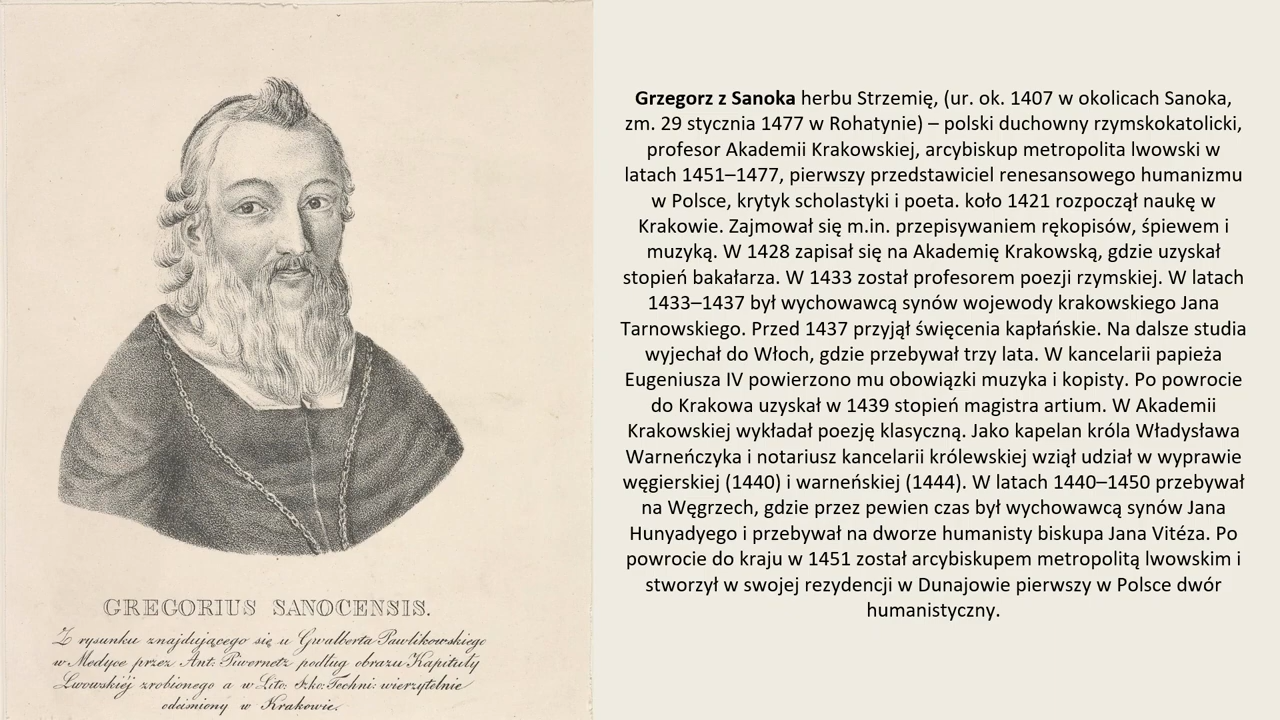 GREGORIUS SANOCENSIS.
Z rysunku znajdującego się u Gwalberta Pawlikowskiego
w Medyce przez Ant: Piwernetz podług obrazu Kapituły
Lwowskiéj zrobionego a w Lito: Szko: Techni: wierzytelnie
odciśniony w Krakowie.
Grzegorz z Sanoka herbu Strzemię, (ur. ok. 1407 w okolicach Sanoka,
zm. 29 stycznia 1477 w Rohatynie) – polski duchowny rzymskokatolicki,
profesor Akademii Krakowskiej, arcybiskup metropolita lwowski w
latach 1451–1477, pierwszy przedstawiciel renesansowego humanizmu
w Polsce, krytyk scholastyki i poeta. koło 1421 rozpoczął naukę w
Krakowie. Zajmował się m.in. przepisywaniem rękopisów, śpiewem i
muzyką. W 1428 zapisał się na Akademię Krakowską, gdzie uzyskał
stopień bakałarza. W 1433 został profesorem poezji rzymskiej. W latach
1433–1437 był wychowawcą synów wojewody krakowskiego Jana
Tarnowskiego. Przed 1437 przyjął święcenia kapłańskie. Na dalsze studia
wyjechał do Włoch, gdzie przebywał trzy lata. W kancelarii papieża
Eugeniusza IV powierzono mu obowiązki muzyka i kopisty. Po powrocie
do Krakowa uzyskał w 1439 stopień magistra artium. W Akademii
Krakowskiej wykładał poezję klasyczną. Jako kapelan króla Władysława
Warneńczyka i notariusz kancelarii królewskiej wziął udział w wyprawie
węgierskiej (1440) i warneńskiej (1444). W latach 1440–1450 przebywał
na Węgrzech, gdzie przez pewien czas był wychowawcą synów Jana
Hunyadyego i przebywał na dworze humanisty biskupa Jana Vitéza. Po
powrocie do kraju w 1451 został arcybiskupem metropolitą lwowskim i
stworzył w swojej rezydencji w Dunajowie pierwszy w Polsce dwór
humanistyczny.